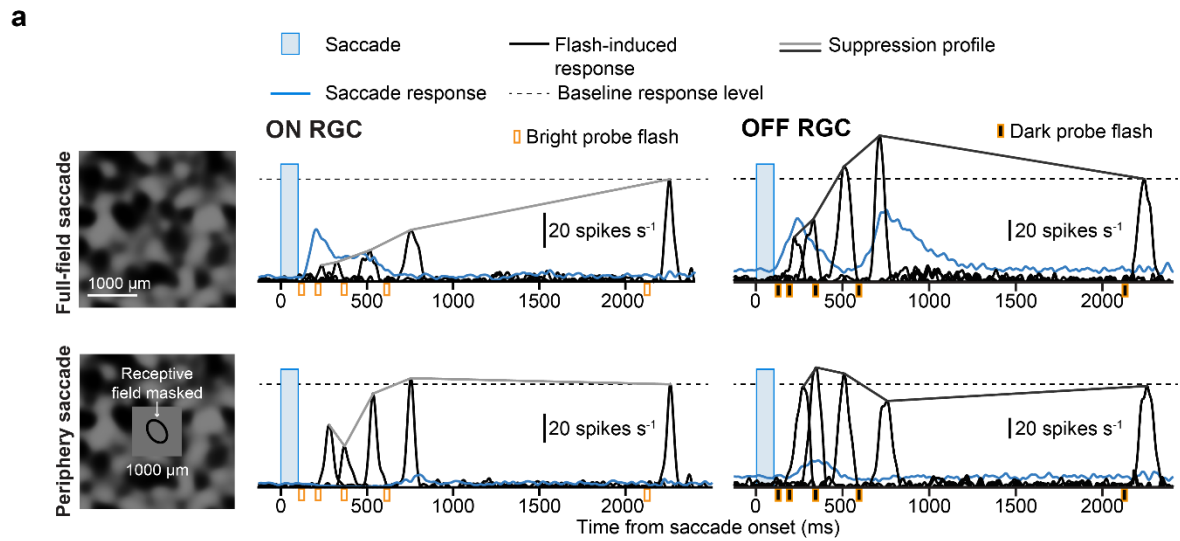 a
Saccade
Flash-induced
response
Suppression profile
Saccade response
Baseline response level
ON RGC
Bright probe flash
OFF RGC
Dark probe flash
Full-field saccade
1000 µm
20 spikes s⁻¹
0 500 1000 1500 2000
20 spikes s⁻¹
0 500 1000 1500 2000
Periphery saccade
Receptive
field masked
1000 µm
20 spikes s⁻¹
0 500 1000 1500 2000
20 spikes s⁻¹
0 500 1000 1500 2000
Time from saccade onset (ms)